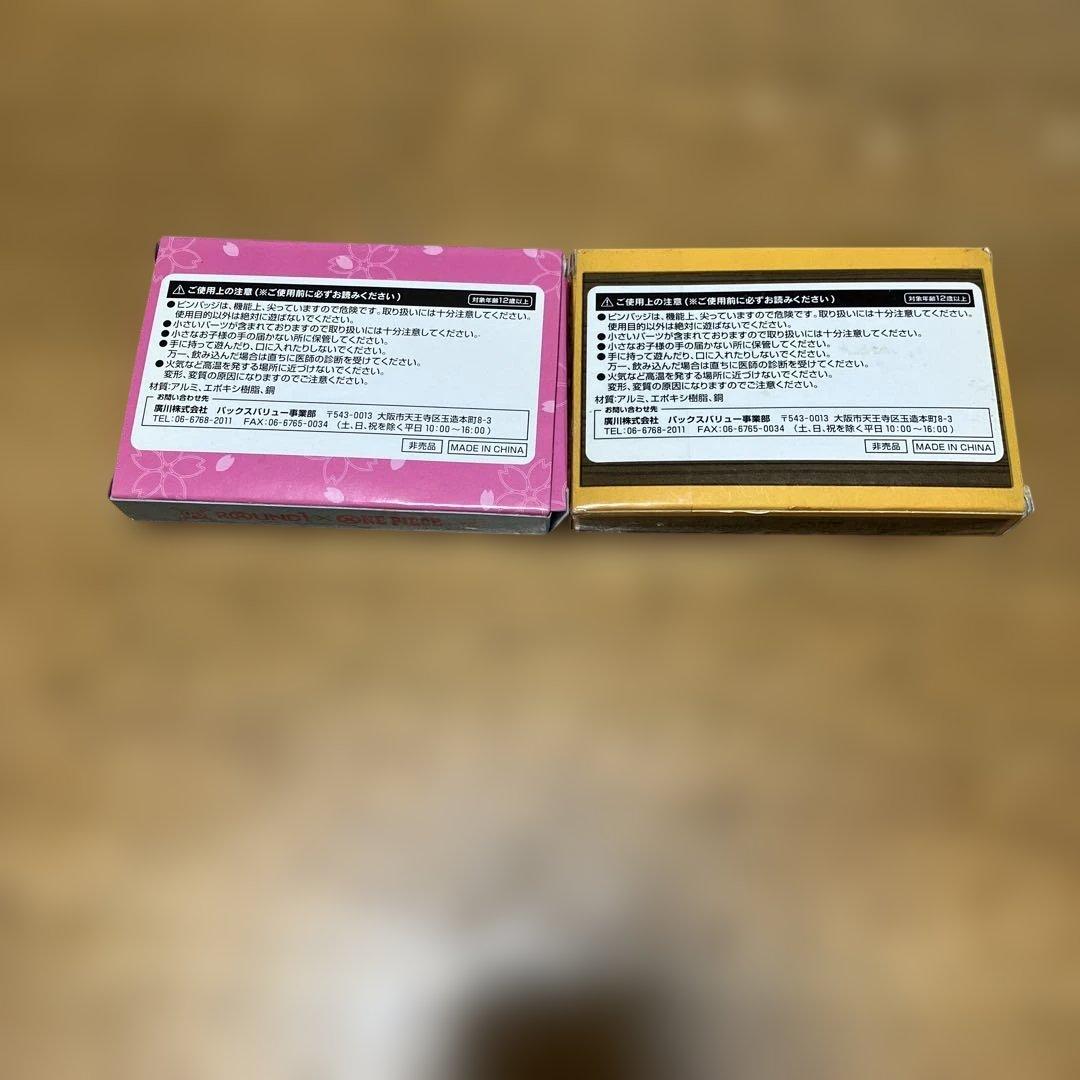 ⚠ご使用上の注意(※ご使用前に必ずお読みください) 対象年齢12歳以上
●ピンバッジは、機能上、尖っていますので危険です。取り扱いには十分注意してください。
使用目的以外は絶対に遊ばないでください。
●小さいパーツが含まれておりますので取り扱いには十分注意してください。
●小さなお子様の手の届かない所に保管してください。
●手に持って遊んだり、口に入れたりしないでください。
万一、飲み込んだ場合は直ちに医師の診断を受けてください。
●火気など高温を発する場所に近づけないでください。
変形、変質の原因になりますのでご注意ください。
材質:アルミ、エポキシ樹脂、銅
お問い合わせ先
廣川株式会社 バックスバリュー事業部 〒543-0013 大阪市天王寺区玉造本町8-3
TEL:06-6768-2011 FAX:06-6765-0034 (土、日、祝を除く平日10:00〜16:00)
非売品 MADE IN CHINA
ROUND1 × ONE PIECE
⚠ご使用上の注意(※ご使用前に必ずお読みください) 対象年齢12歳以上
●ピンバッジは、機能上、尖っていますので危険です。取り扱いには十分注意してください。
使用目的以外は絶対に遊ばないでください。
●小さいパーツが含まれておりますので取り扱いには十分注意してください。
●小さなお子様の手の届かない所に保管してください。
●手に持って遊んだり、口に入れたりしないでください。
万一、飲み込んだ場合は直ちに医師の診断を受けてください。
●火気など高温を発する場所に近づけないでください。
変形、変質の原因になりますのでご注意ください。
材質:アルミ、エポキシ樹脂、銅
お問い合わせ先
廣川株式会社 バックスバリュー事業部 〒543-0013 大阪市天王寺区玉造本町8-3
TEL:06-6768-2011 FAX:06-6765-0034 (土、日、祝を除く平日10:00〜16:00)
非売品 MADE IN CHINA